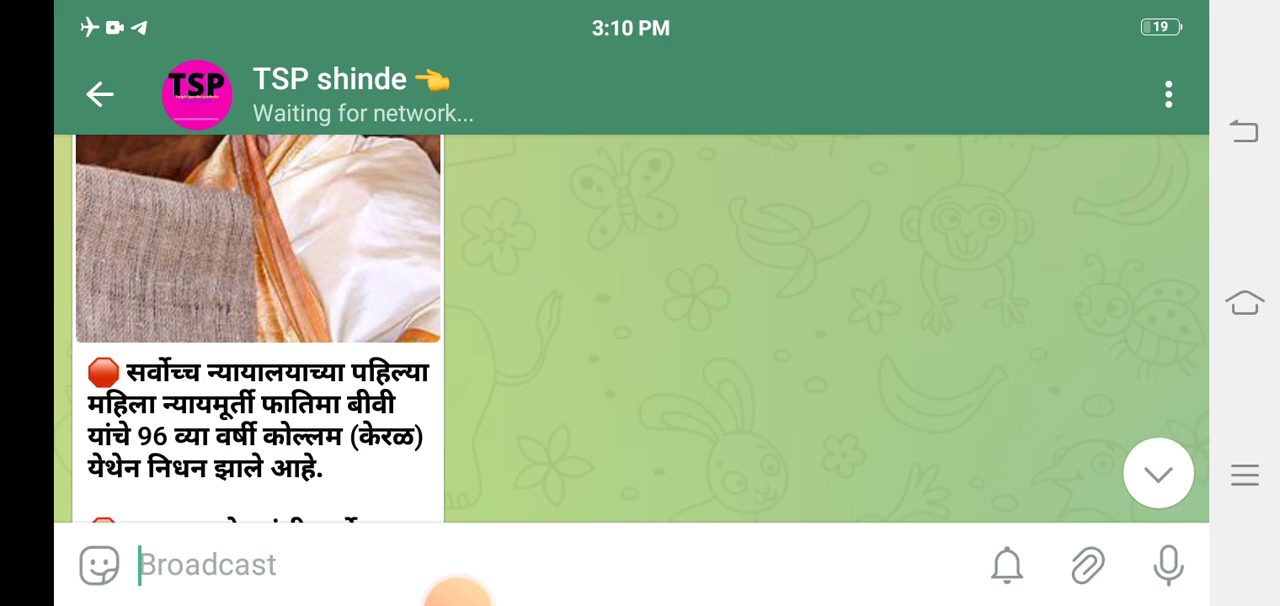 3:10 PM
19
TSP
TSP shinde 👈
Waiting for network...
🛑 सर्वोच्च न्यायालयाच्या पहिल्या
महिला न्यायमूर्ती फातिमा बीवी
यांचे 96 व्या वर्षी कोल्लम (केरळ)
येथेन निधन झाले आहे.
Broadcast